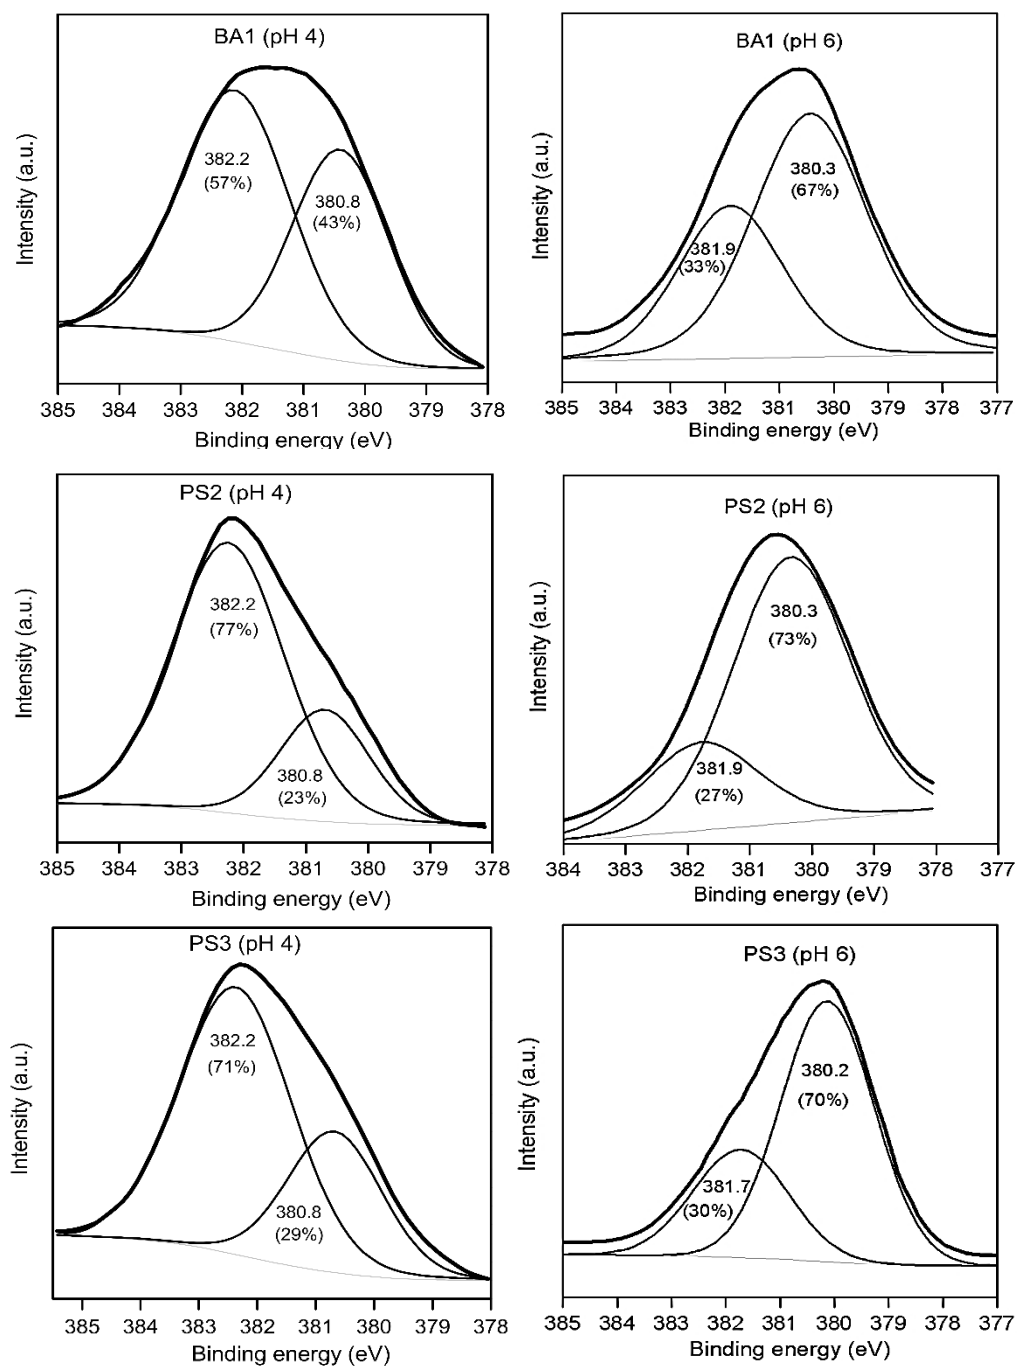 BA1 (pH 4)
382.2
(57%)
380.8
(43%)
Intensity (a.u.)
385 384 383 382 381 380 379 378
Binding energy (eV)
BA1 (pH 6)
380.3
(67%)
381.9
(33%)
Intensity (a.u.)
385 384 383 382 381 380 379 378 377
Binding energy (eV)
PS2 (pH 4)
382.2
(77%)
380.8
(23%)
Intensity (a.u.)
385 384 383 382 381 380 379 378
Binding energy (eV)
PS2 (pH 6)
380.3
(73%)
381.9
(27%)
Intensity (a.u.)
384 383 382 381 380 379 378 377
Binding energy (eV)
PS3 (pH 4)
382.2
(71%)
380.8
(29%)
Intensity (a.u.)
385 384 383 382 381 380 379 378
Binding energy (eV)
PS3 (pH 6)
380.2
(70%)
381.7
(30%)
Intensity (a.u.)
385 384 383 382 381 380 379 378 377
Binding energy (eV)